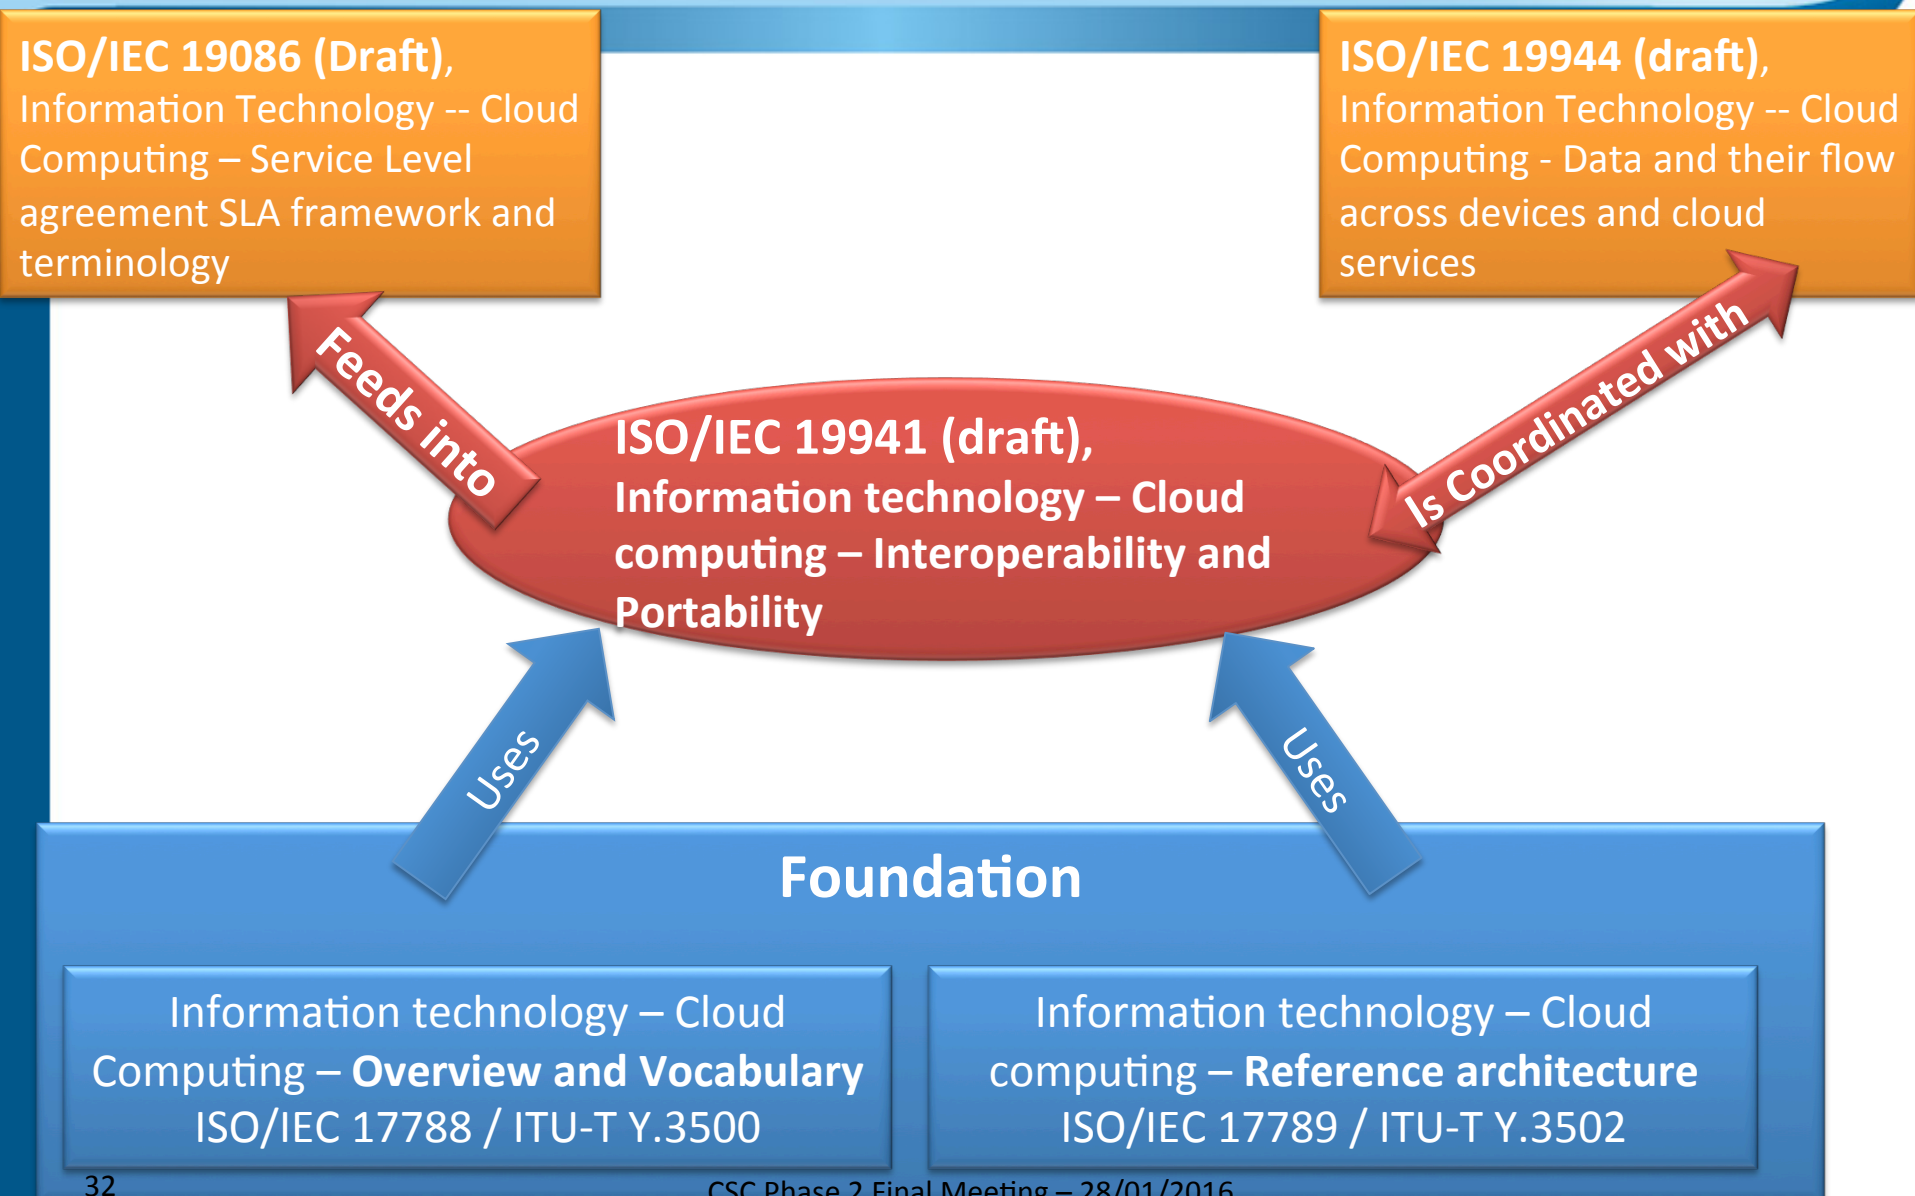 ISO/IEC 19086 (Draft),
Information Technology -- Cloud
Computing – Service Level
agreement SLA framework and
terminology
ISO/IEC 19944 (draft),
Information Technology -- Cloud
Computing - Data and their flow
across devices and cloud
services
Feeds into
Is Coordinated with
ISO/IEC 19941 (draft),
Information technology – Cloud
computing – Interoperability and
Portability
Uses
Uses
Foundation
Information technology – Cloud
Computing – Overview and Vocabulary
ISO/IEC 17788 / ITU-T Y.3500
Information technology – Cloud
computing – Reference architecture
ISO/IEC 17789 / ITU-T Y.3502
32
CSC Phase 2 Final Meeting – 28/01/2016